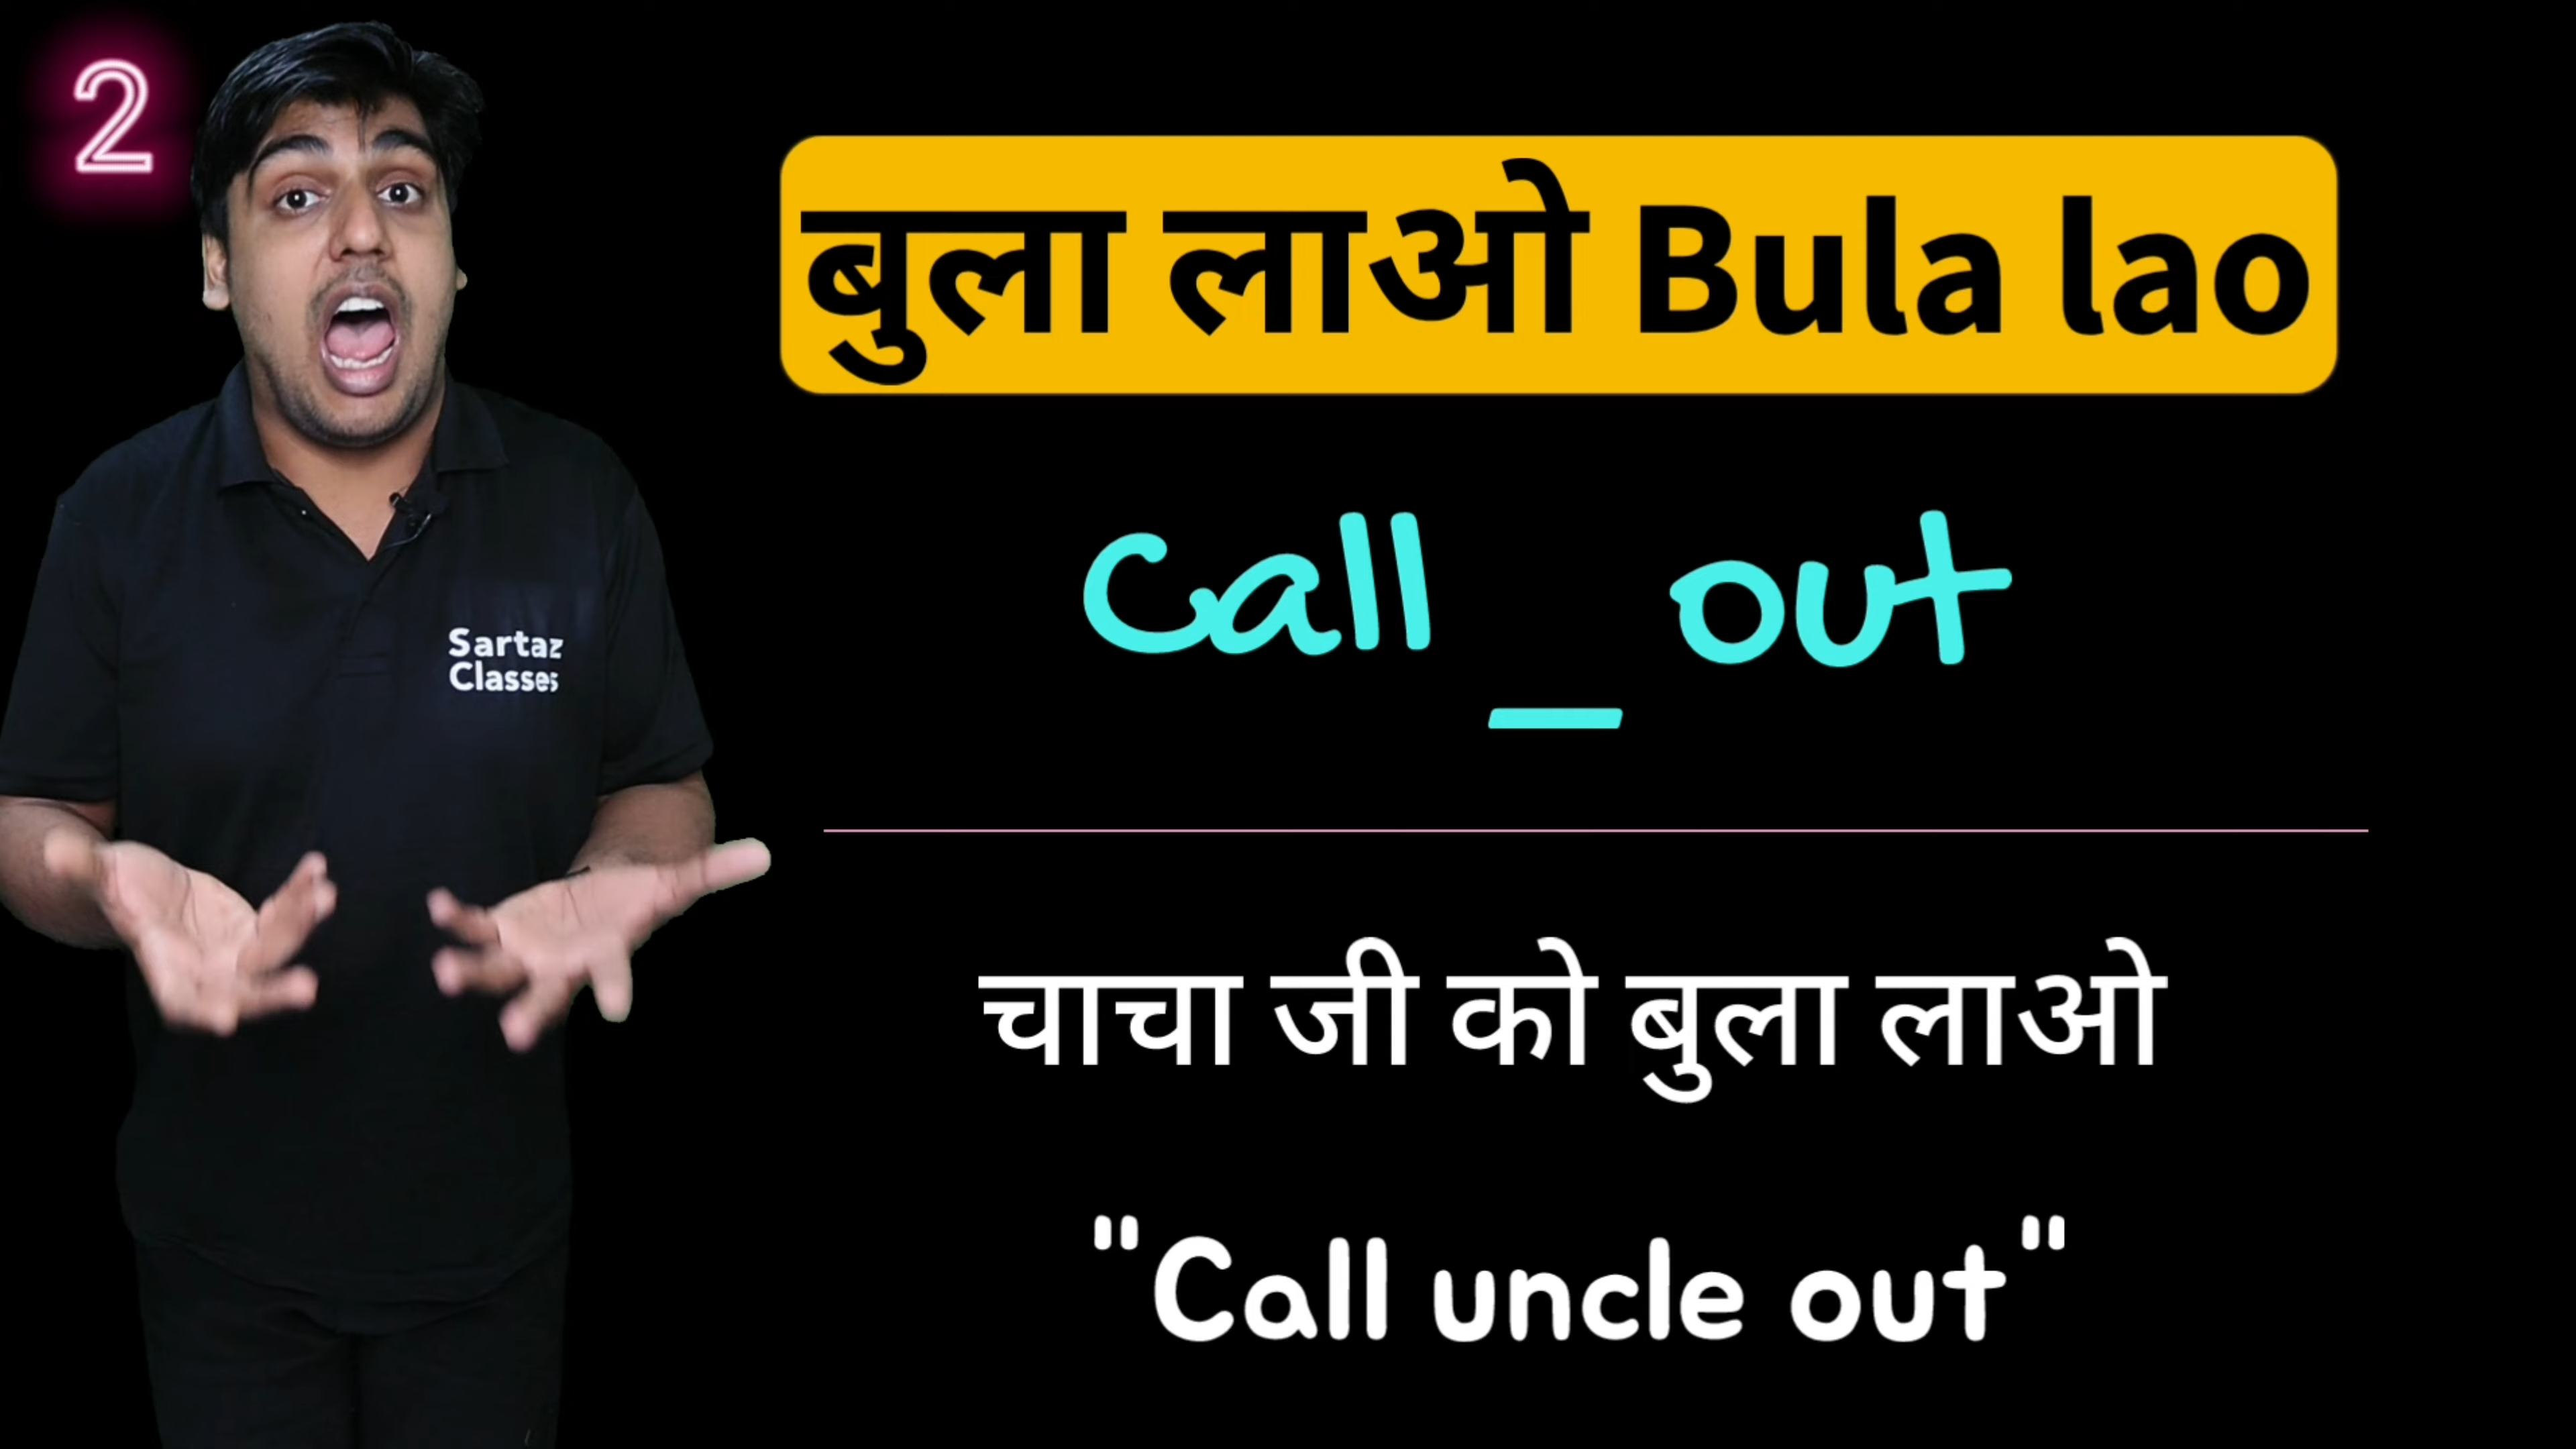 2
बुला लाओ Bula lao
Call _ out
Sartaz
Classes
चाचा जी को बुला लाओ
"Call uncle out"